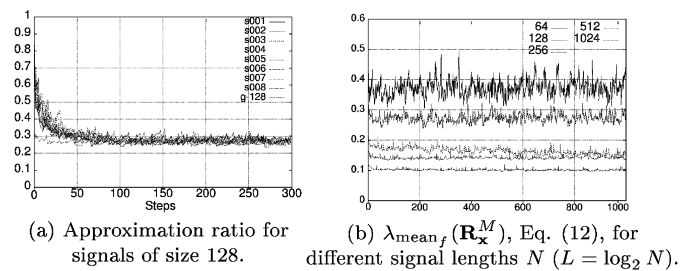 1
0.9
0.8
0.7
0.6
0.5
0.4
0.3
0.2
0.1
0
0 50 100 150 200 250 300
Steps
s001
s002
s003
s004
s005
s006
s007
s008
g 128
(a) Approximation ratio for
signals of size 128.
0.6
0.5
0.4
0.3
0.2
0.1
0
0 200 400 600 800 1000
64 512
128 1024
256
(b) λmean_f(R_x^M), Eq. (12), for
different signal lengths N (L = log₂ N).